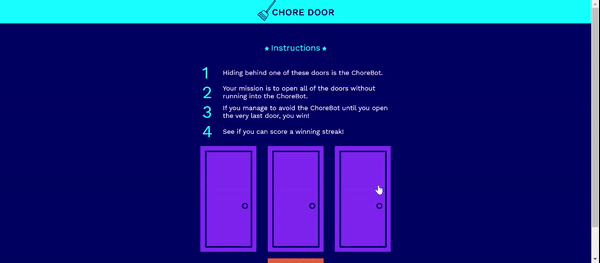 CHORE DOOR
Instructions
1 Hiding behind one of these doors is the ChoreBot.
2 Your mission is to open all of the doors without
running into the ChoreBot.
3 If you manage to avoid the ChoreBot until you open
the very last door, you win!
4 See if you can score a winning streak!